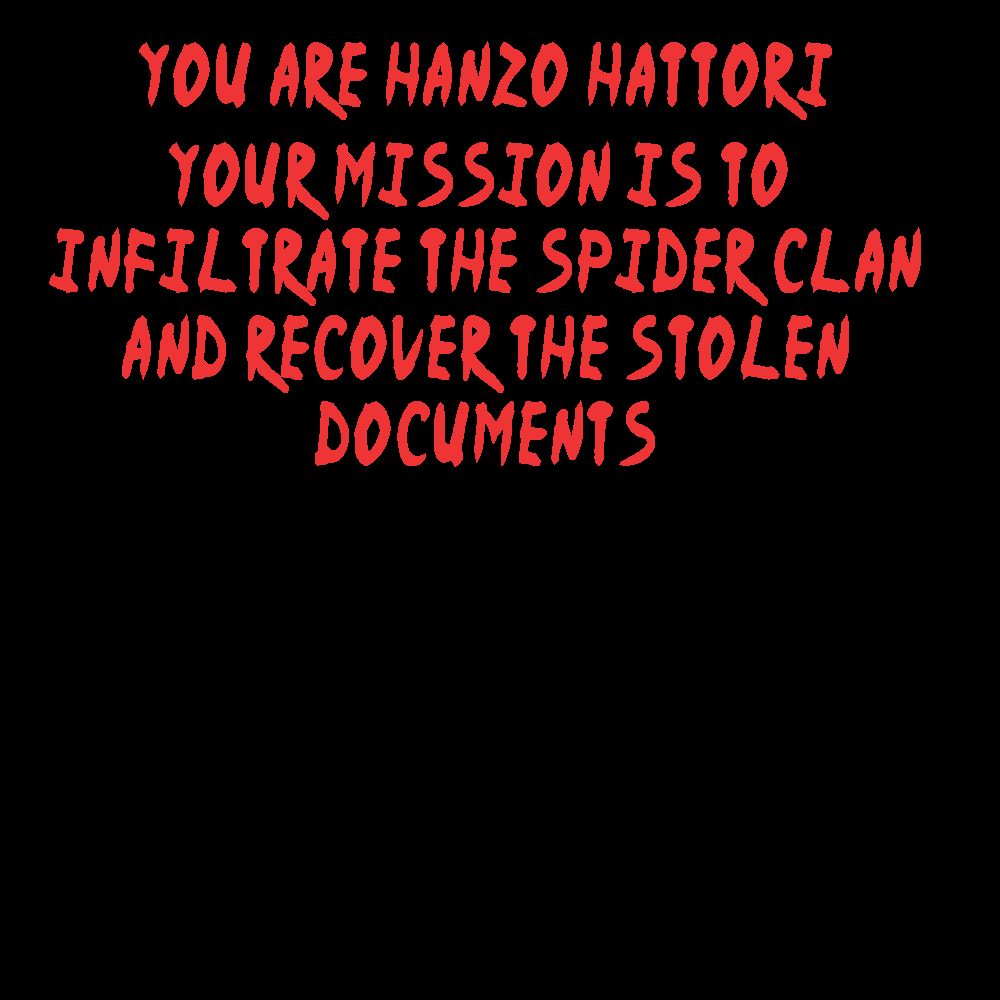 YOU ARE HANZO HATTORI
YOUR MISSION IS TO
INFILTRATE THE SPIDER CLAN
AND RECOVER THE STOLEN
DOCUMENTS